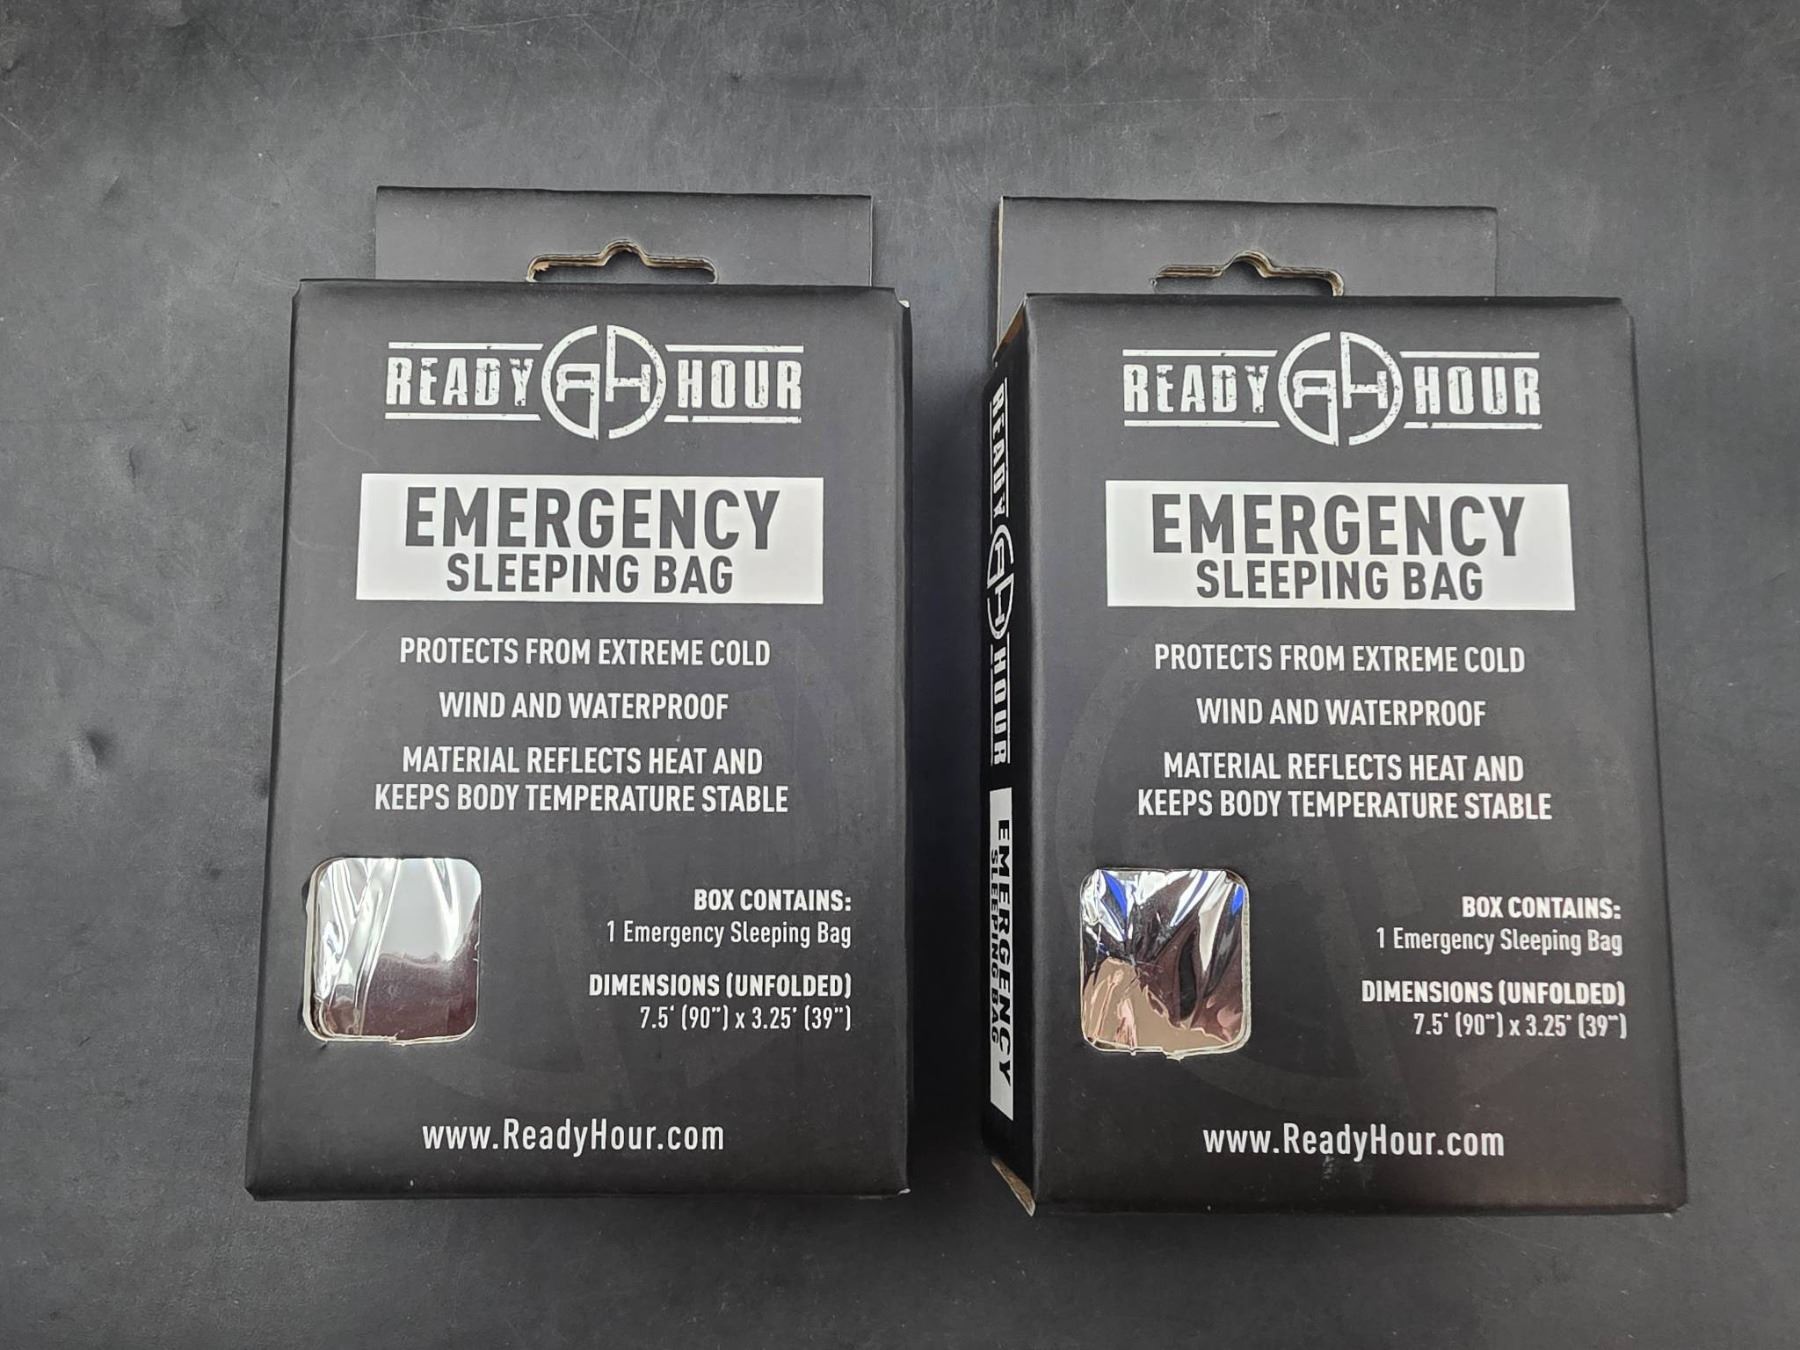 READY RH HOUR
EMERGENCY
SLEEPING BAG
PROTECTS FROM EXTREME COLD
WIND AND WATERPROOF
MATERIAL REFLECTS HEAT AND
KEEPS BODY TEMPERATURE STABLE
BOX CONTAINS:
1 Emergency Sleeping Bag
DIMENSIONS (UNFOLDED)
7.5' (90") x 3.25' (39")
www.ReadyHour.com
READY RH HOUR
EMERGENCY
SLEEPING BAG
READY RH HOUR
EMERGENCY
SLEEPING BAG
PROTECTS FROM EXTREME COLD
WIND AND WATERPROOF
MATERIAL REFLECTS HEAT AND
KEEPS BODY TEMPERATURE STABLE
BOX CONTAINS:
1 Emergency Sleeping Bag
DIMENSIONS (UNFOLDED)
7.5' (90") x 3.25' (39")
www.ReadyHour.com